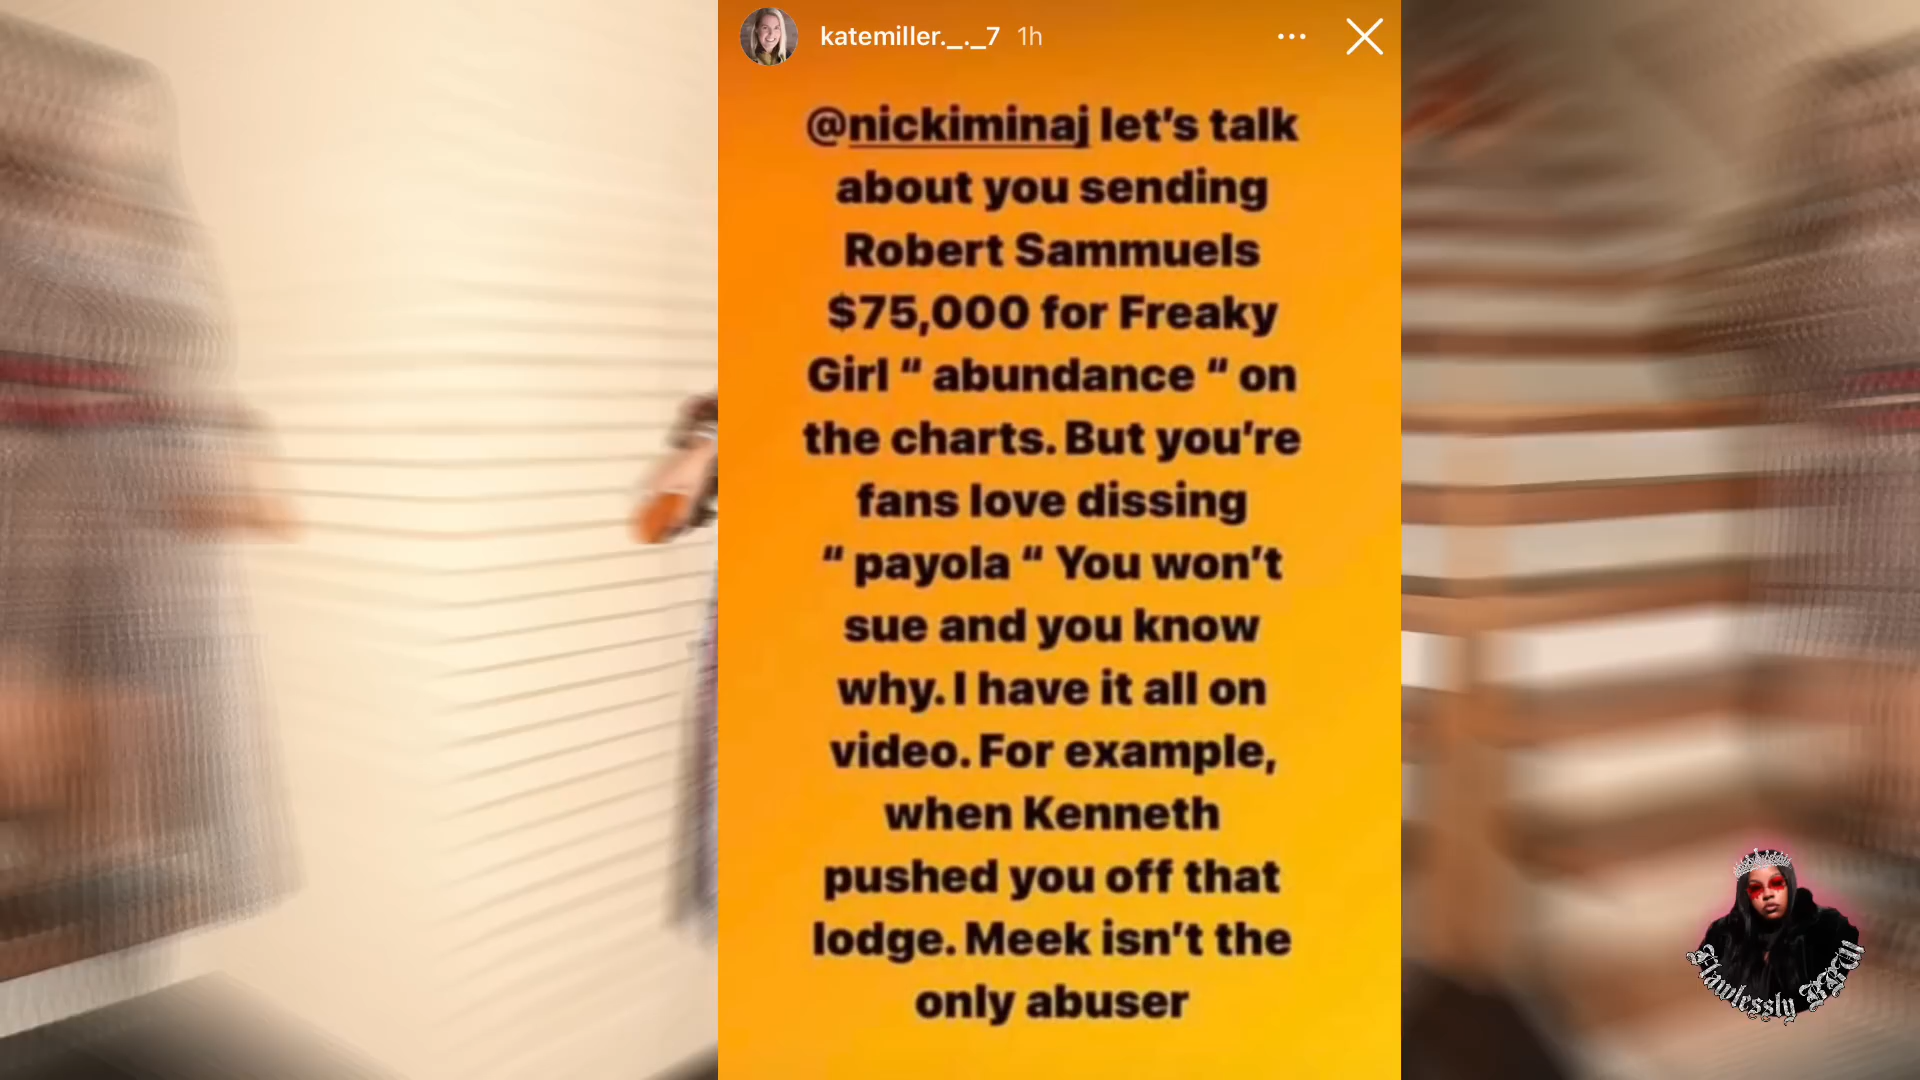 katemiller._._7 1h
@nickiminaj let's talk
about you sending
Robert Sammuels
$75,000 for Freaky
Girl “ abundance “ on
the charts. But you're
fans love dissing
“ payola “ You won't
sue and you know
why. I have it all on
video. For example,
when Kenneth
pushed you off that
lodge. Meek isn't the
only abuser
Flawlessly